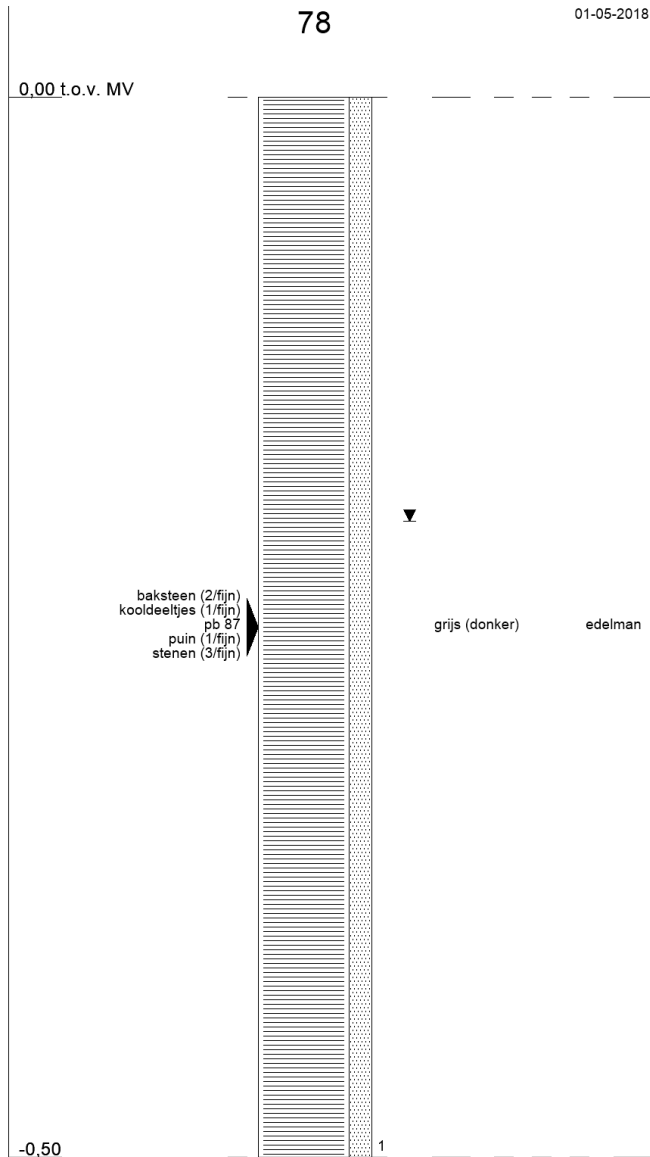 78
01-05-2018
0,00 t.o.v. MV
baksteen (2/fijn)
kooldeeltjes (1/fijn)
pb 87
puin (1/fijn)
stenen (3/fijn)
grijs (donker)
edelman
-0,50
1